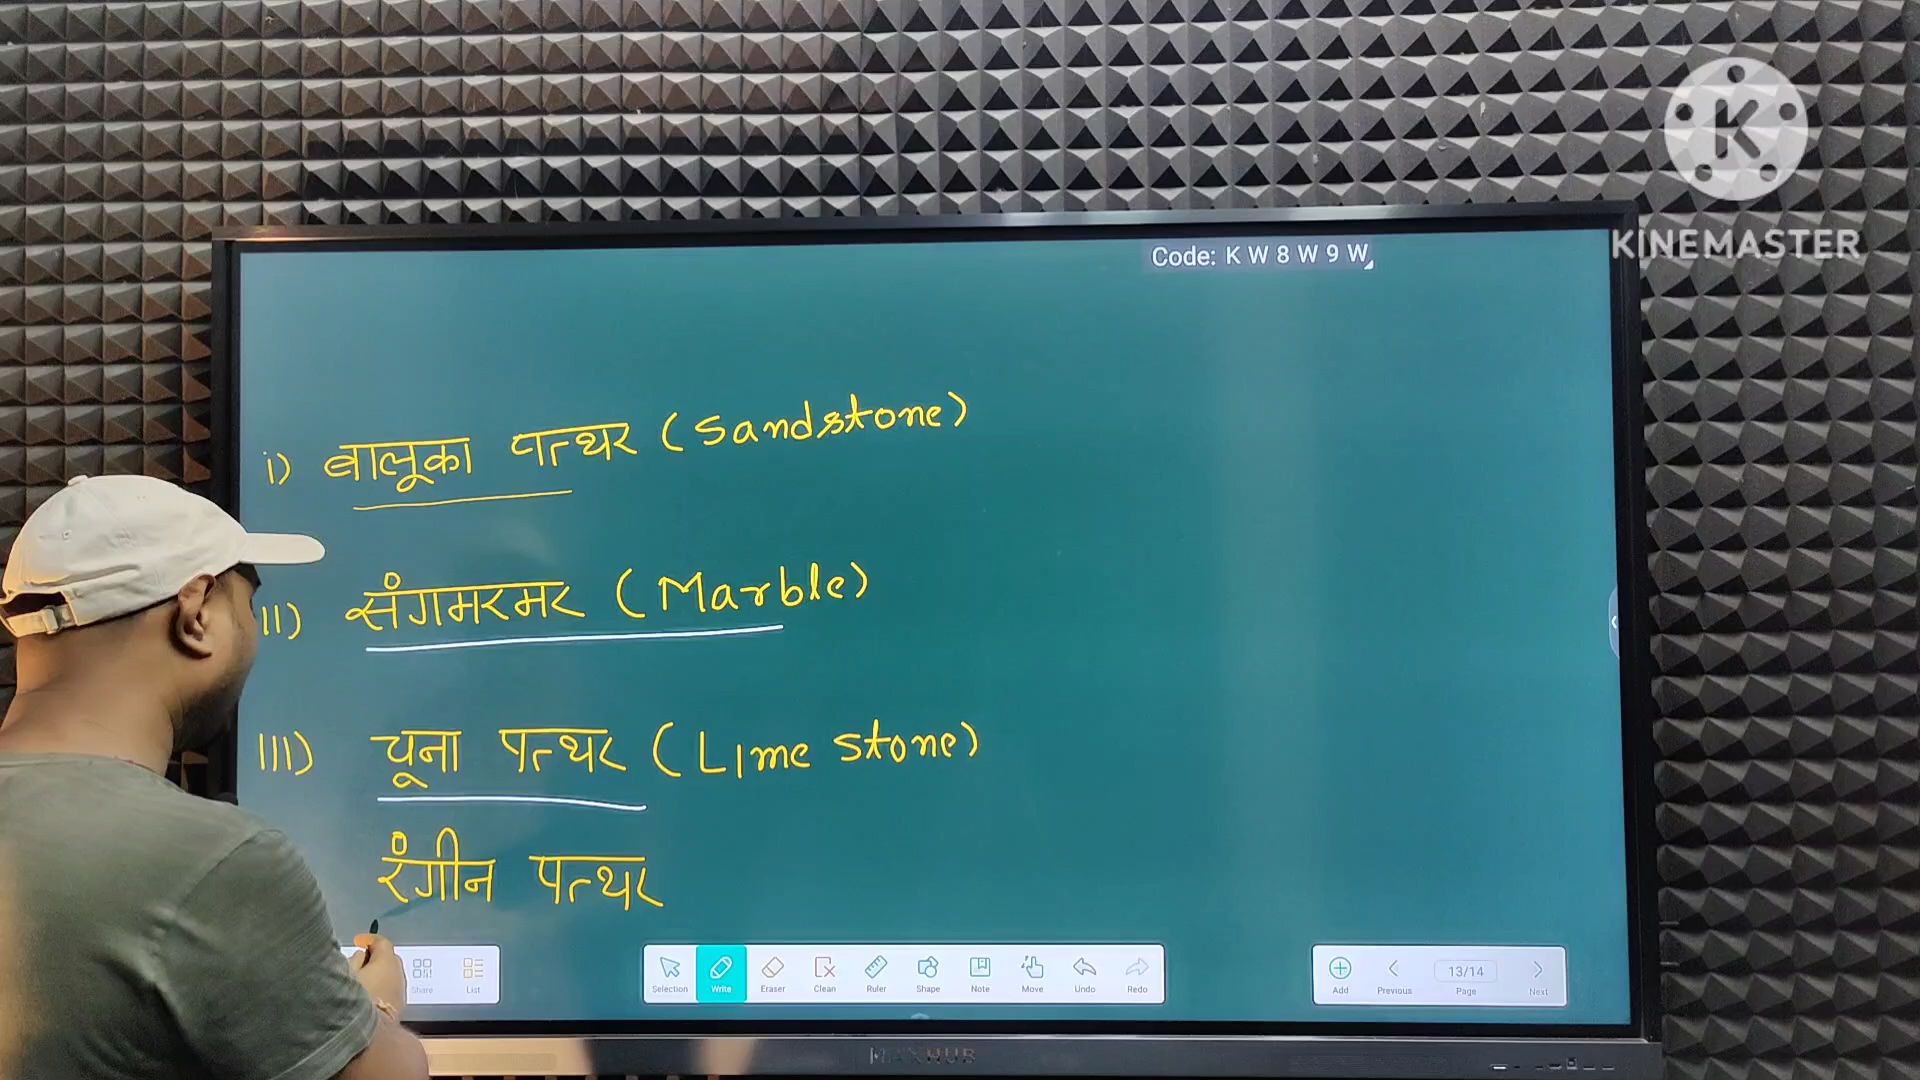 KINEMASTER
Code: K W 8 W 9 W
i) बालूका पत्थर (Sandstone)
II) संगमरमर (Marble)
III) चूना पत्थर (Lime stone)
रंगीन पत्थर
Share List
Selection Write Eraser Clean Ruler Shape Note Move Undo Redo
Add Previous 13/14 Page Next
MAXHUB